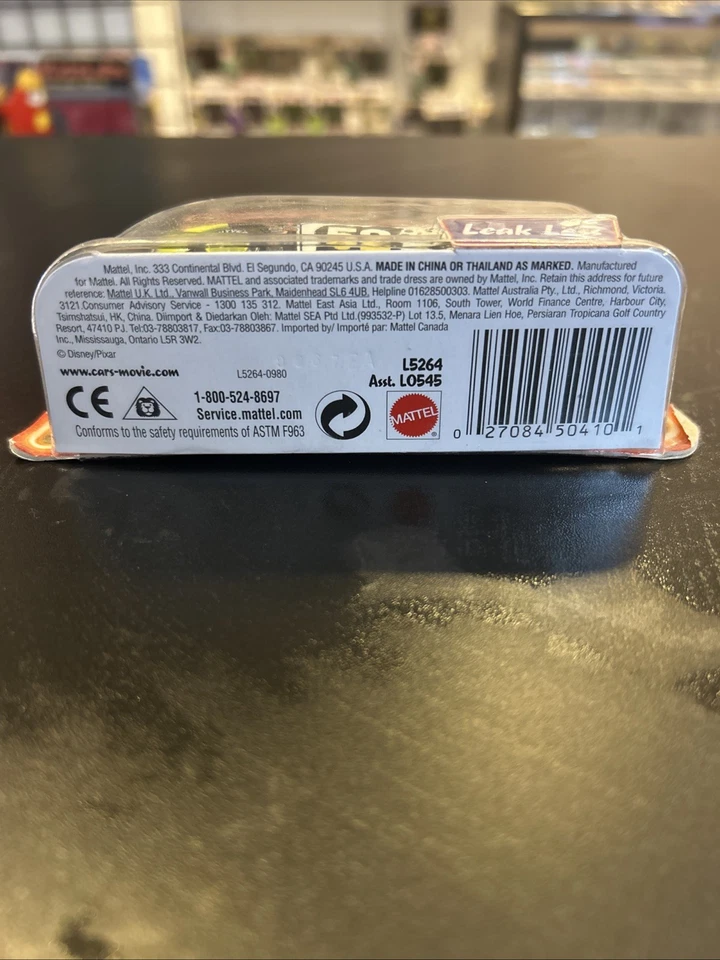 Leak Less
Mattel, Inc. 333 Continental Blvd. El Segundo, CA 90245 U.S.A. MADE IN CHINA OR THAILAND AS MARKED. Manufactured
for Mattel. All Rights Reserved. MATTEL and associated trademarks and trade dress are owned by Mattel, Inc. Retain this address for future
reference: Mattel U.K. Ltd., Vanwall Business Park, Maidenhead SL6 4UB, Helpline 01628500303. Mattel Australia Pty., Ltd., Richmond, Victoria.
3121.Consumer Advisory Service - 1300 135 312. Mattel East Asia Ltd., Room 1106, South Tower, World Finance Centre, Harbour City,
Tsimshatsui, HK, China. Diimport & Diedarkan Oleh: Mattel SEA Ptd Ltd.(993532-P) Lot 13.5, Menara Lien Hoe, Persiaran Tropicana Golf Country
Resort, 47410 PJ. Tel:03-78803817, Fax:03-78803867. Imported by/ Importé par: Mattel Canada
Inc., Mississauga, Ontario L5R 3W2.
© Disney/Pixar
www.cars-movie.com
L5264-0980
L5264
Asst. L0545
CE
1-800-524-8697
Service.mattel.com
Conforms to the safety requirements of ASTM F963
MATTEL
0 27084 50410 1